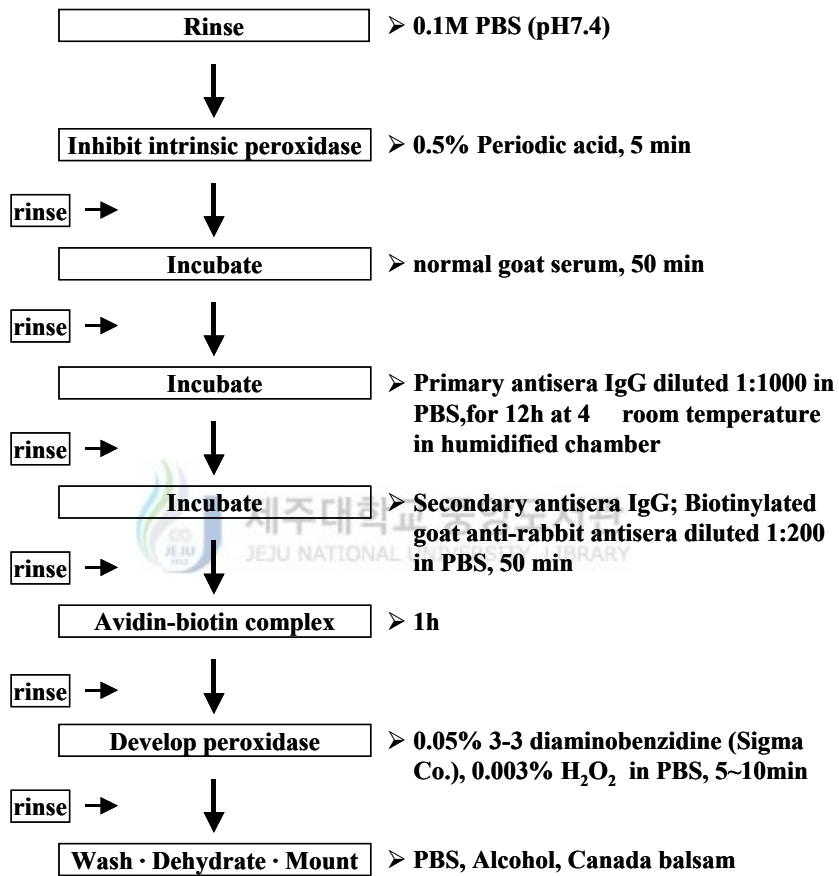 Rinse ➢ 0.1M PBS (pH7.4)
Inhibit intrinsic peroxidase ➢ 0.5% Periodic acid, 5 min
rinse
Incubate ➢ normal goat serum, 50 min
rinse
Incubate ➢ Primary antisera IgG diluted 1:1000 in
PBS,for 12h at 4 room temperature
in humidified chamber
rinse
Incubate ➢ Secondary antisera IgG; Biotinylated
goat anti-rabbit antisera diluted 1:200
in PBS, 50 min
제주대학교 중앙도서관
JEJU NATIONAL UNIVERSITY LIBRARY
JEJU
1952
rinse
Avidin-biotin complex ➢ 1h
rinse
Develop peroxidase ➢ 0.05% 3-3 diaminobenzidine (Sigma
Co.), 0.003% H₂O₂ in PBS, 5~10min
rinse
Wash · Dehydrate · Mount ➢ PBS, Alcohol, Canada balsam